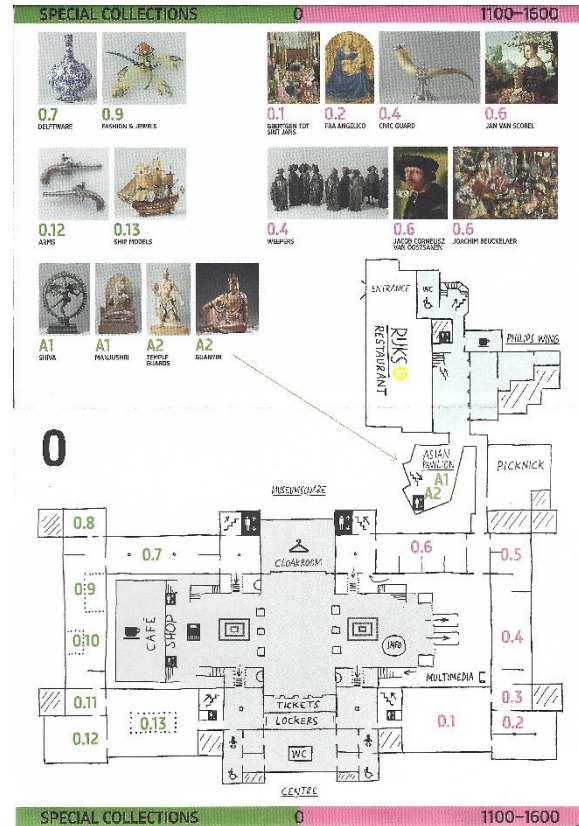 SPECIAL COLLECTIONS 0 1100–1600
0.7
DELFTWARE
0.9
FASHION & JEWELS
0.1
GEERTGEN TOT
SINT JANS
0.2
FRA ANGELICO
0.4
CIVIC GUARD
0.6
JAN VAN SCOREL
0.12
ARMS
0.13
SHIP MODELS
0.4
WEEPERS
0.6
JACOB CORNELISZ
VAN OOSTSANEN
0.6
JOACHIM BEUCKELAER
A1
SHIVA
A1
MANJUSHRI
A2
TEMPLE
GUARDS
A2
GUANYIN
ENTRANCE
WC
RIJKS
RESTAURANT
PHILIPS WING
0
ASIAN
PAVILION
A1
A2
PICKNICK
MUSEUMSQUARE
0.8
0.7
CLOAKROOM
0.6
0.5
0.9
0.10
CAFÉ
SHOP
INFO
0.4
MULTIMEDIA
0.11
0.3
0.13
TICKETS
LOCKERS
0.1
0.2
0.12
WC
CENTRE
SPECIAL COLLECTIONS 0 1100–1600